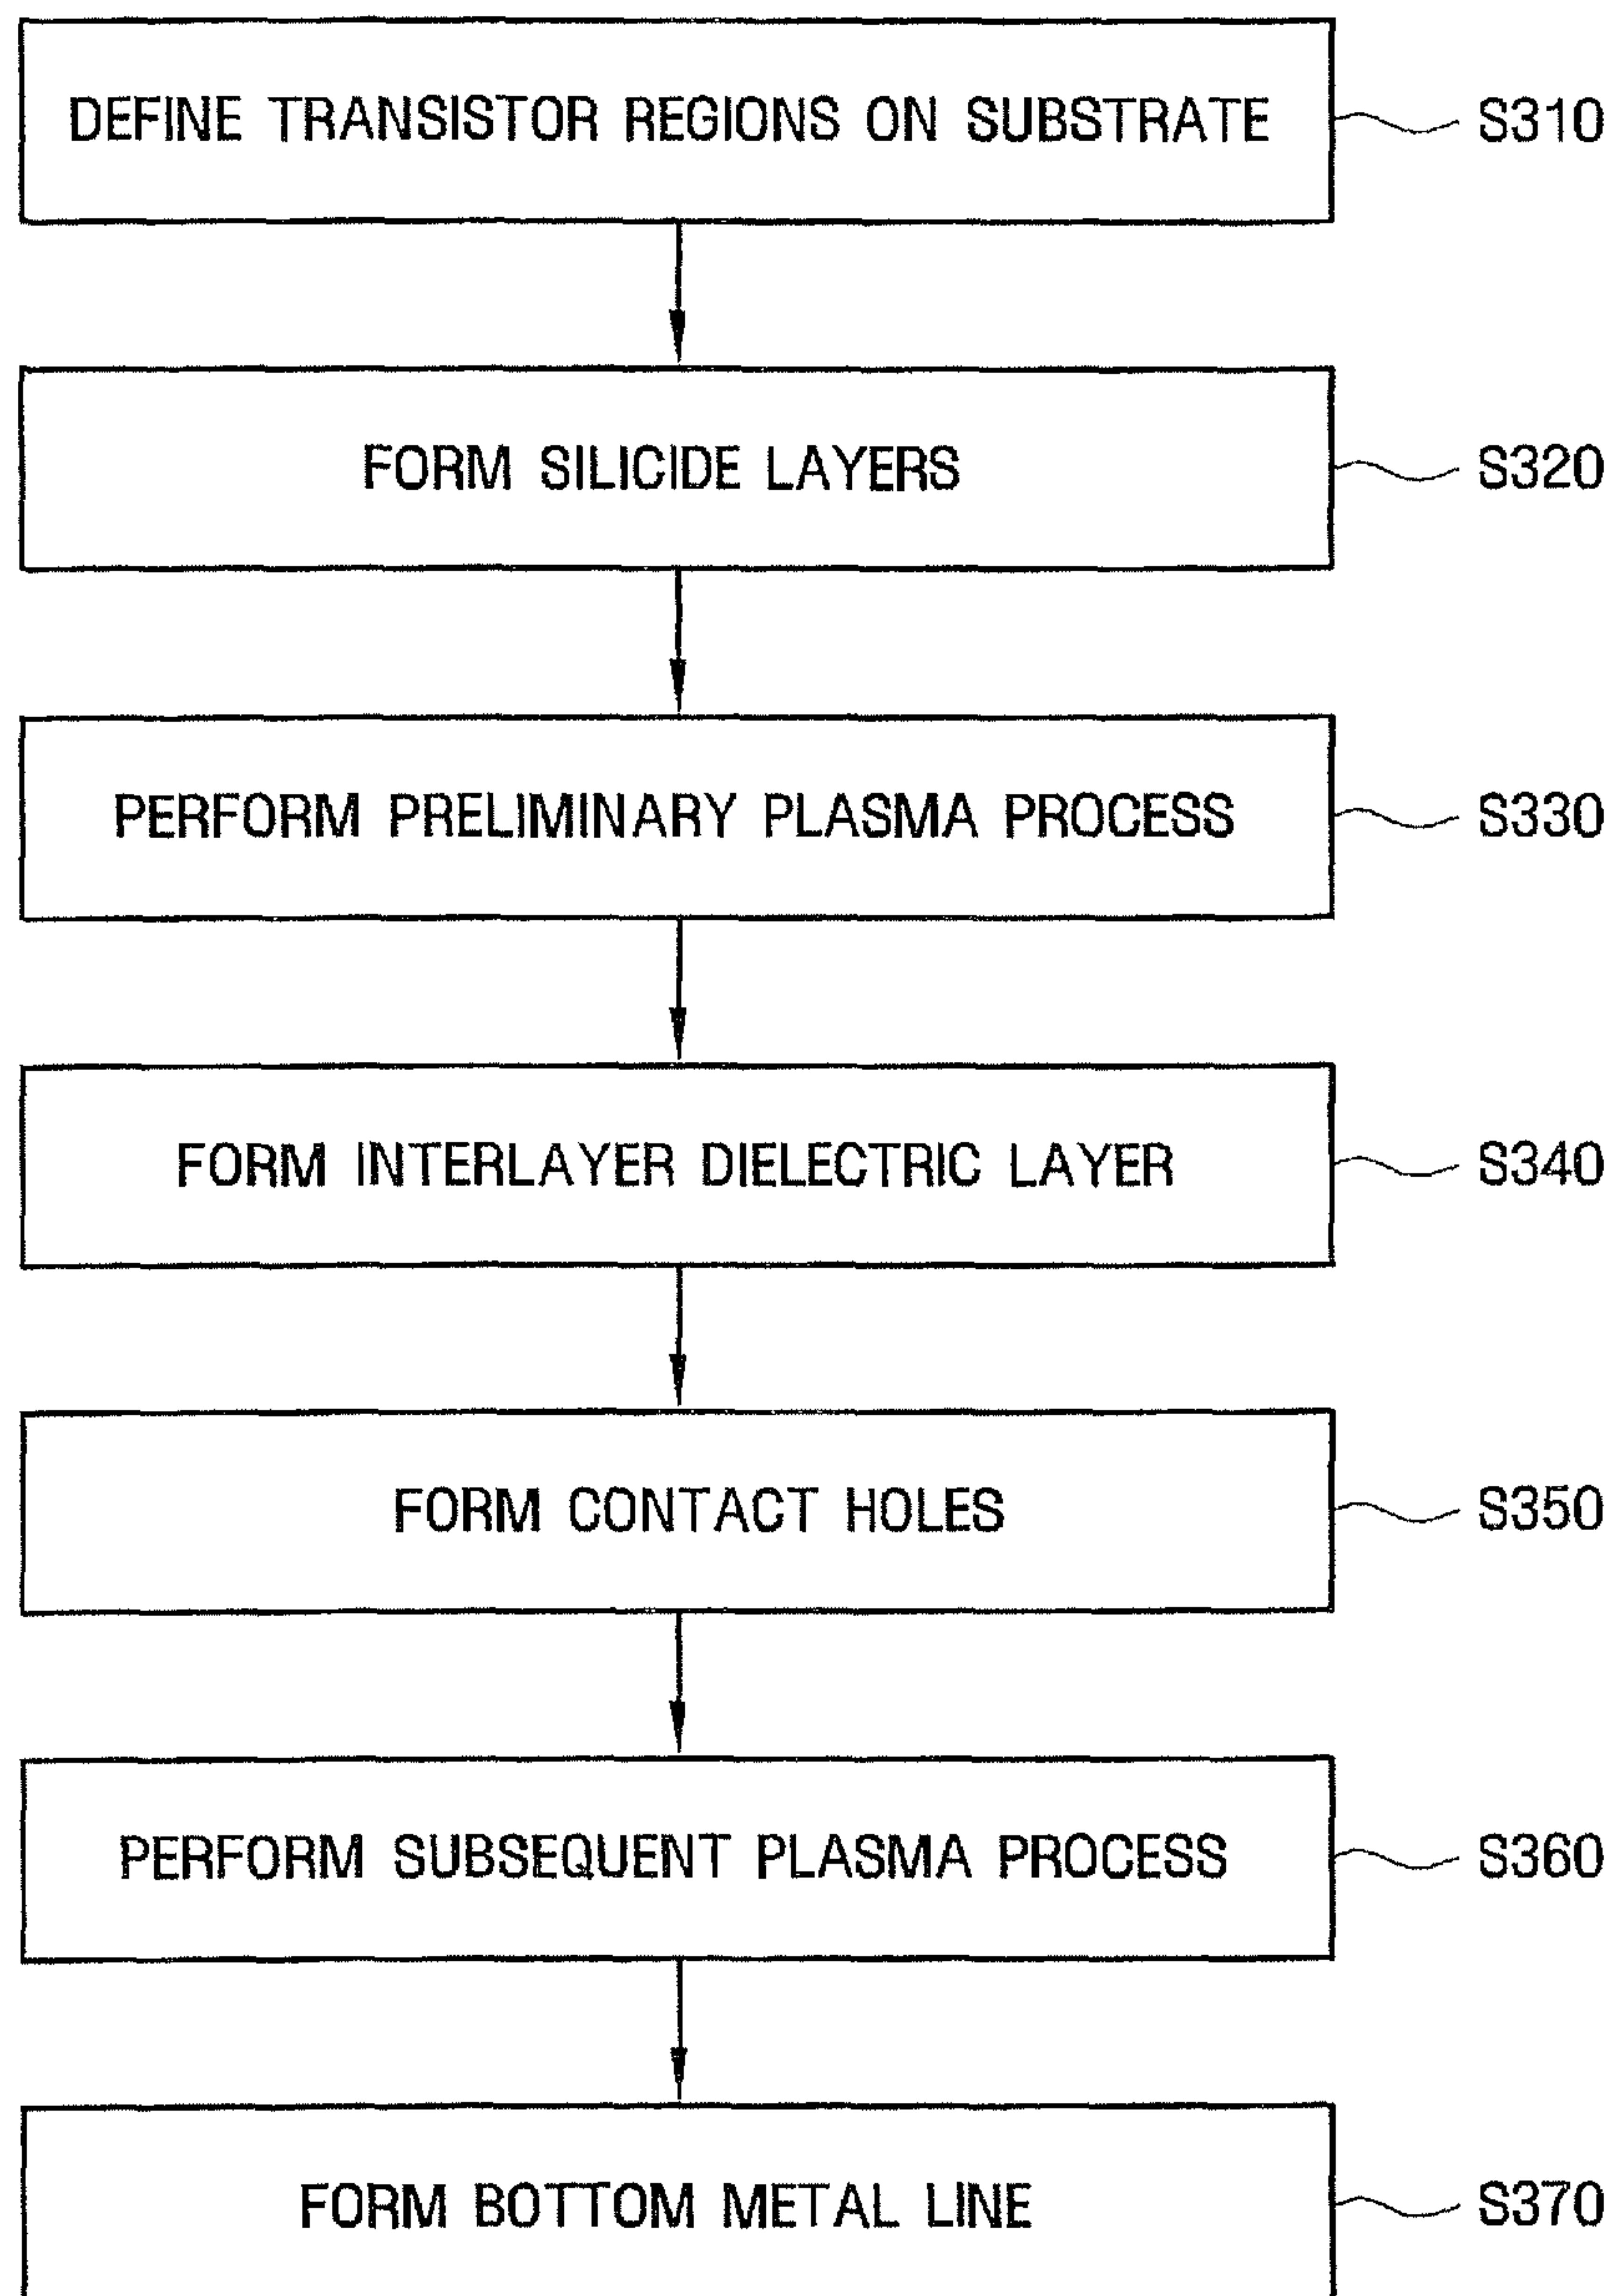 DEFINE TRANSISTOR REGIONS ON SUBSTRATE S310
FORM SILICIDE LAYERS S320
PERFORM PRELIMINARY PLASMA PROCESS S330
FORM INTERLAYER DIELECTRIC LAYER S340
FORM CONTACT HOLES S350
PERFORM SUBSEQUENT PLASMA PROCESS S360
FORM BOTTOM METAL LINE S370